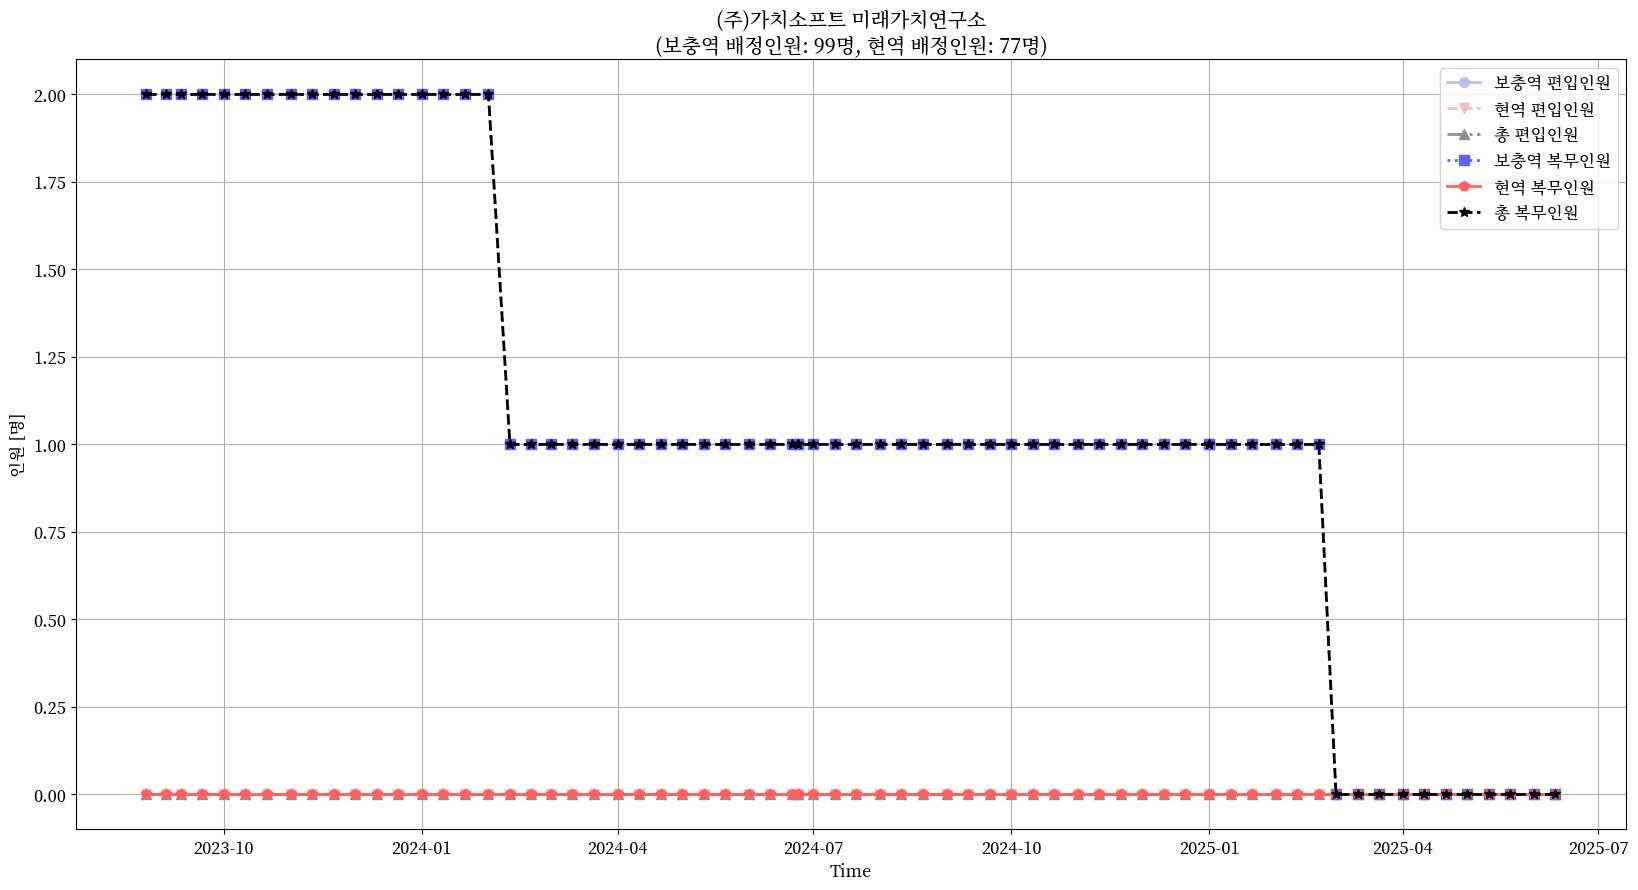 (주)가치소프트 미래가치연구소
(보충역 배정인원: 99명, 현역 배정인원: 77명)
보충역 편입인원
현역 편입인원
총 편입인원
보충역 복무인원
현역 복무인원
총 복무인원
2.00
1.75
1.50
1.25
1.00
0.75
0.50
0.25
0.00
인원 [명]
2023-10
2024-01
2024-04
2024-07
2024-10
2025-01
2025-04
2025-07
Time